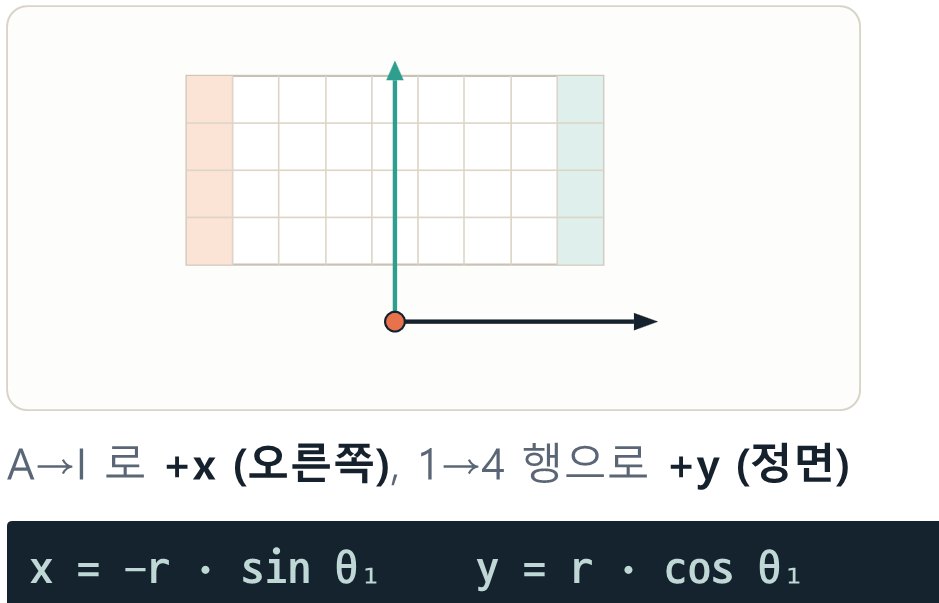 A→I 로 +x (오른쪽), 1→4 행으로 +y (정면)
x = −r · sin θ₁    y = r · cos θ₁